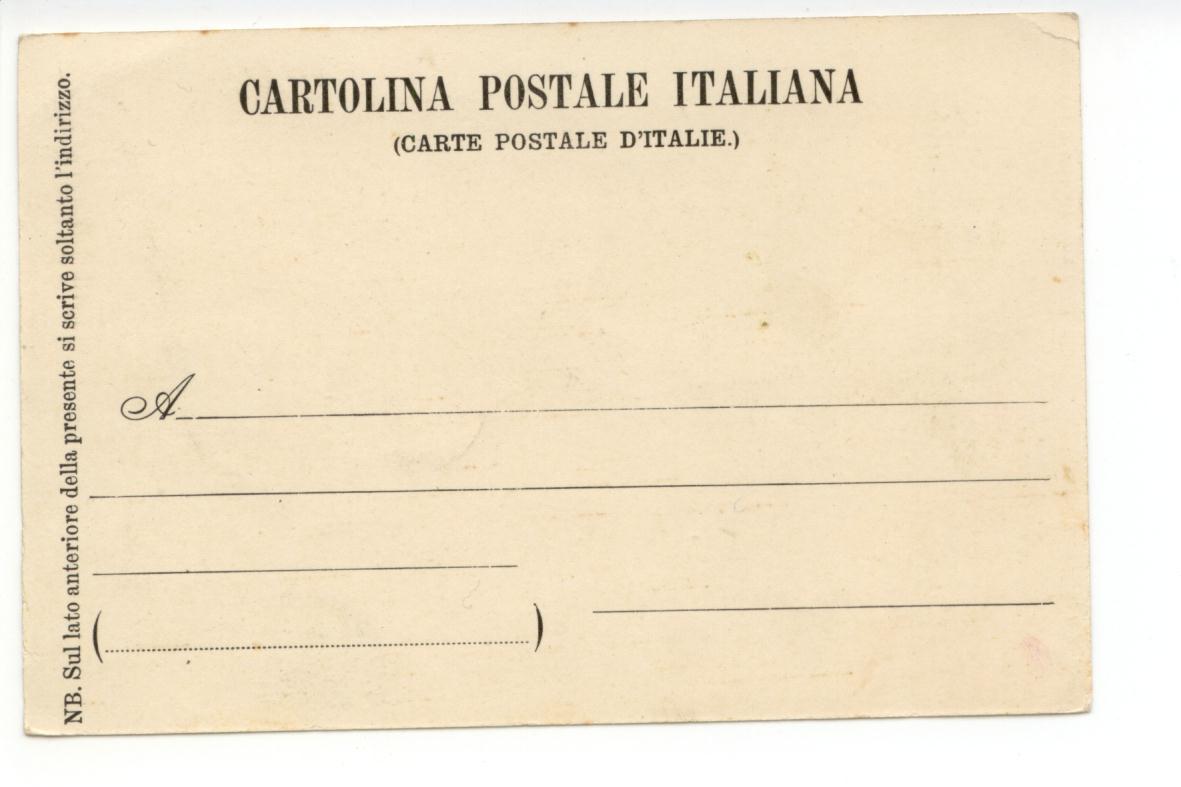 CARTOLINA POSTALE ITALIANA
(CARTE POSTALE D'ITALIE.)
NB. Sul lato anteriore della presente si scrive soltanto l'indirizzo.
A
( )